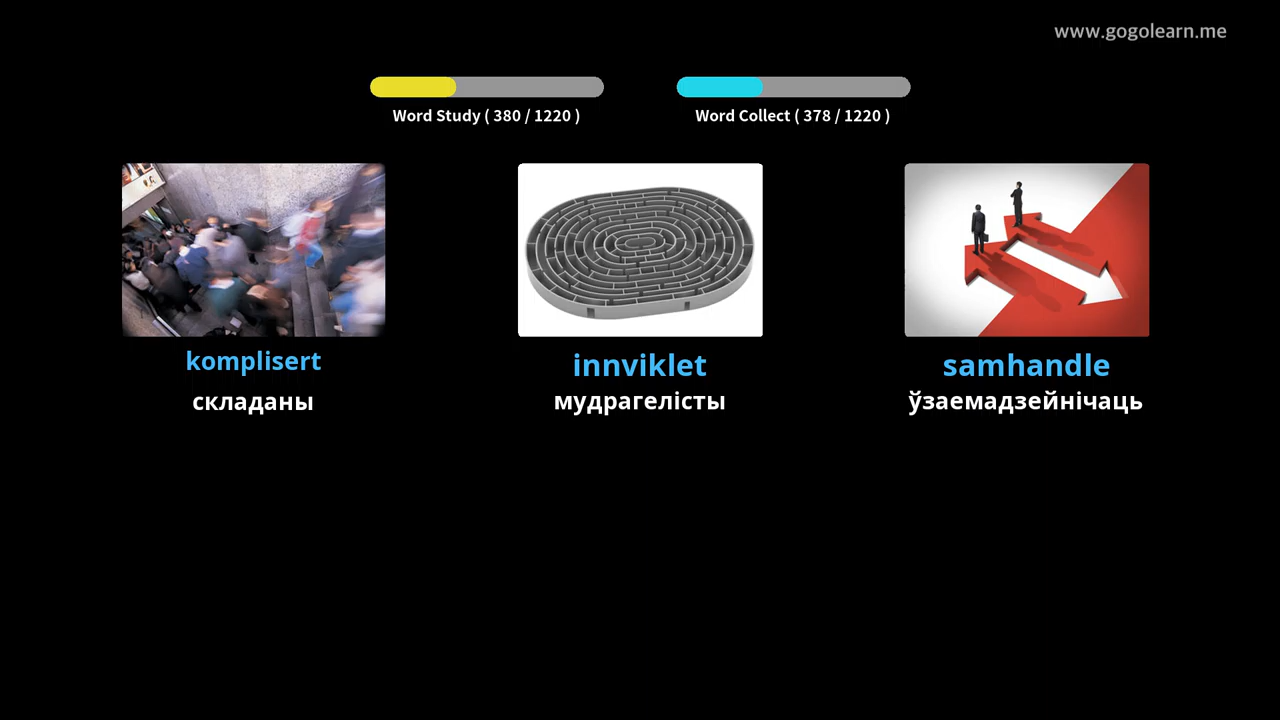 www.gogolearn.me
Word Study ( 380 / 1220 )
Word Collect ( 378 / 1220 )
komplisert
innviklet
samhandle
складаны
мудрагелісты
ўзаемадзейнічаць